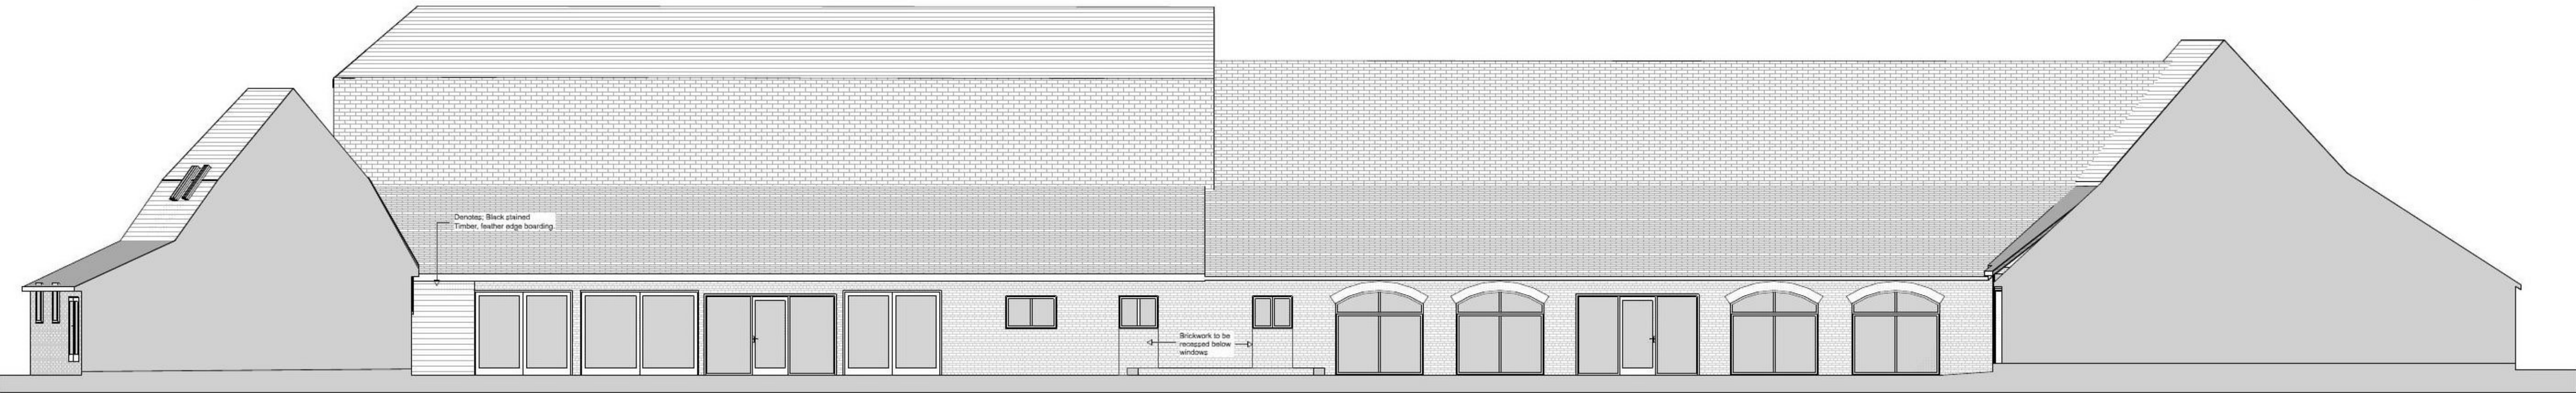 Denotes; Black stained
Timber, feather edge boarding.
Brickwork to be
recessed below
windows